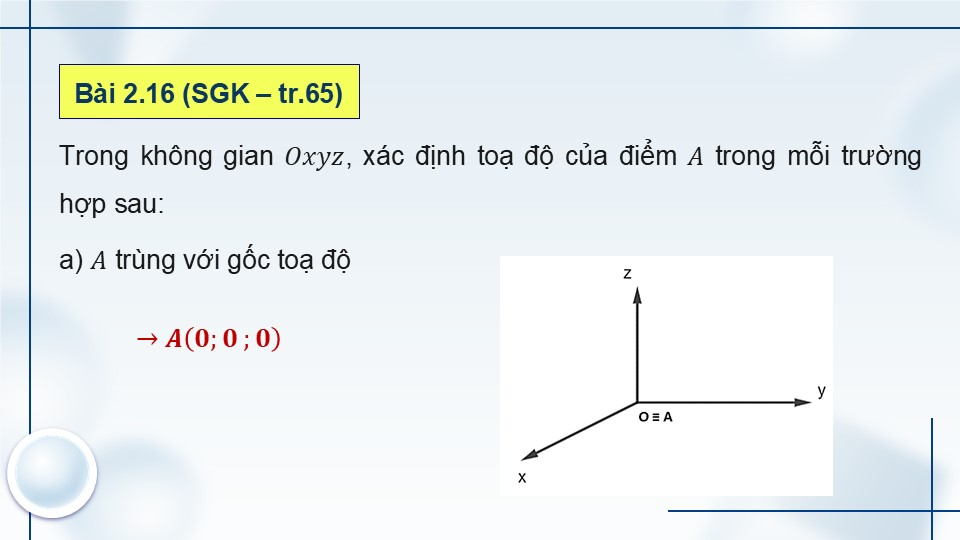 Bài 2.16 (SGK – tr.65)
Trong không gian 𝑂𝑥𝑦𝑧, xác định toạ độ của điểm 𝐴 trong mỗi trường
hợp sau:
a) 𝐴 trùng với gốc toạ độ
→ 𝑨(𝟎; 𝟎 ; 𝟎)
z
y
O ≡ A
x